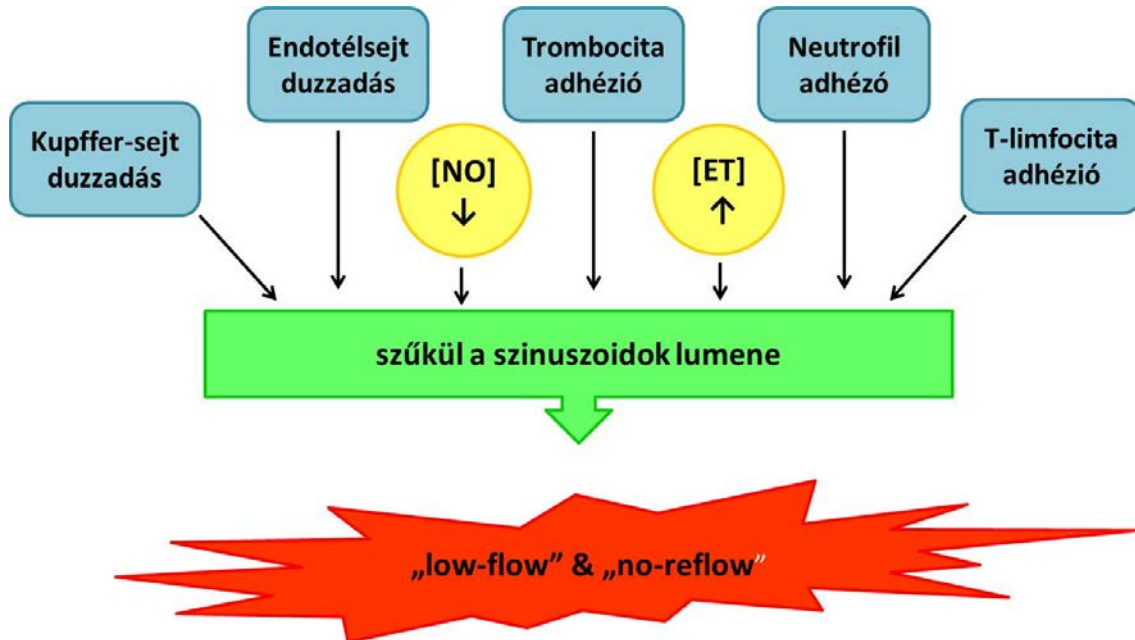 Kupffer-sejt
duzzadás
Endotélsejt
duzzadás
[NO]
↓
Trombocita
adhézió
[ET]
↑
Neutrofil
adhézó
T-limfocita
adhézió
szűkül a szinuszoidok lumene
„low-flow” & „no-reflow”